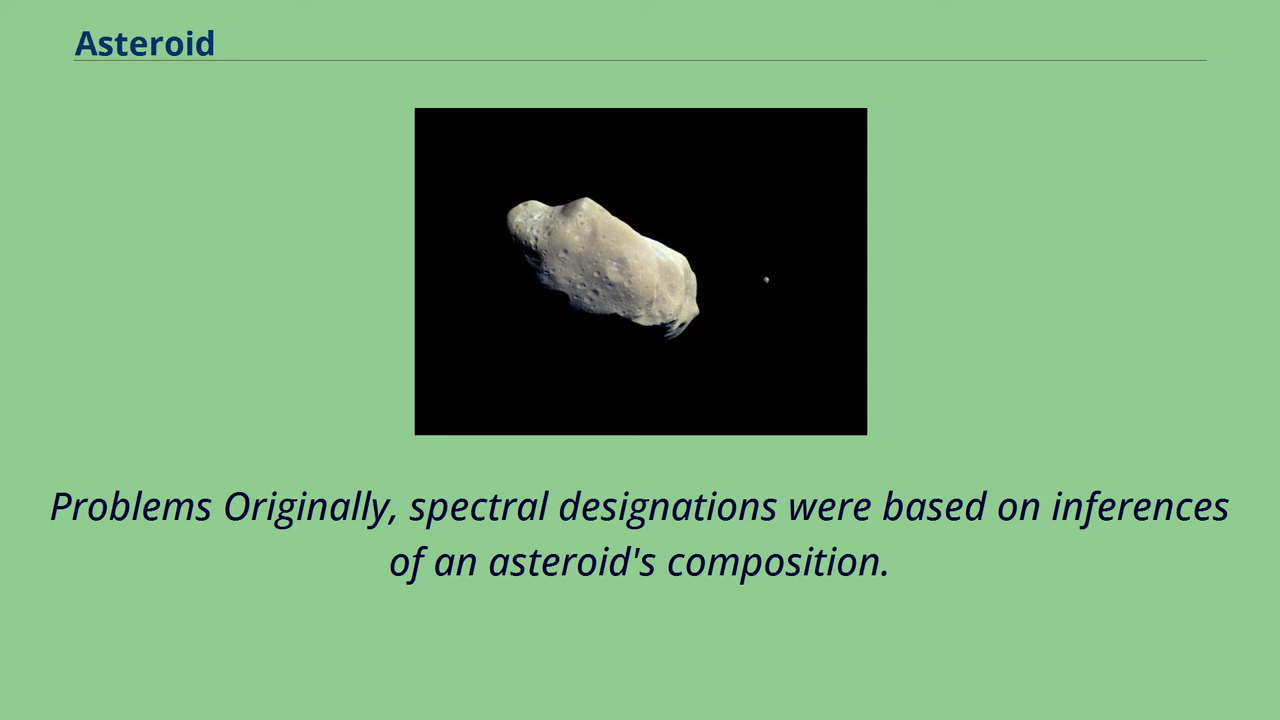 Asteroid
Problems Originally, spectral designations were based on inferences
of an asteroid's composition.